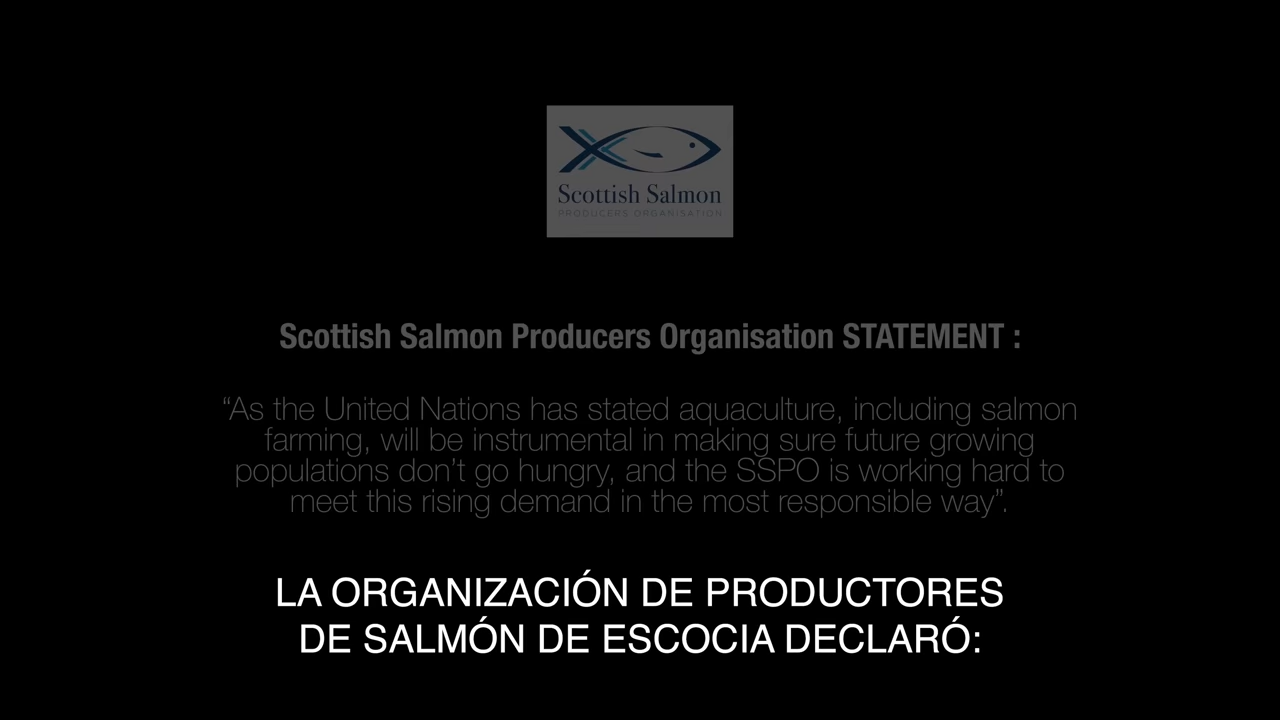 Scottish Salmon
PRODUCERS ORGANISATION
Scottish Salmon Producers Organisation STATEMENT :
“As the United Nations has stated aquaculture, including salmon
farming, will be instrumental in making sure future growing
populations don’t go hungry, and the SSPO is working hard to
meet this rising demand in the most responsible way”.
LA ORGANIZACIÓN DE PRODUCTORES
DE SALMÓN DE ESCOCIA DECLARÓ: